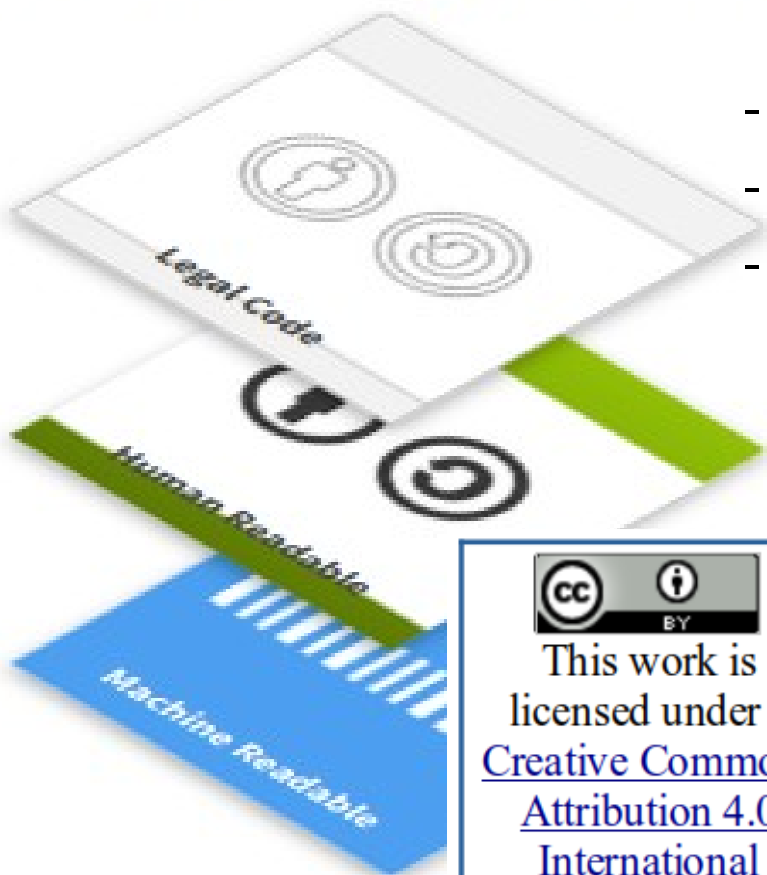 Legal Code
Human Readable
Machine Readable
cc
BY
This work is
licensed under
Creative Commo
Attribution 4.0
International